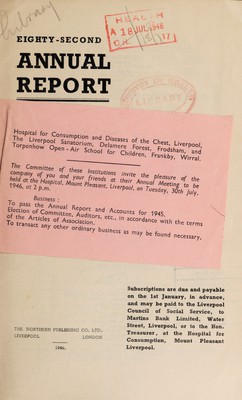 HEALTH
18 JUL 1946
EIGHTY-SECOND
ANNUAL
REPORT
LIBRARY
Hospital for Consumption and Diseases of the Chest, Liverpool,
The Liverpool Sanatorium, Delamere Forest, Frodsham, and
Torpenhow Open-Air School for Children, Frankby, Wirral.
The Committee of these Institutions invite the pleasure of the
company of you and your friends at their Annual Meeting to be
held at the Hospital, Mount Pleasant, Liverpool, on Tuesday, 30th July,
1946, at 2 p.m.
Business :
To pass the Annual Report and Accounts for 1945.
Election of Committee, Auditors, etc., in accordance with the terms
of the Articles of Association.
To transact any other ordinary business as may be found necessary.
Subscriptions are due and payable
on the 1st January, in advance,
and may be paid to the Liverpool
Council of Social Service, to
Martins Bank Limited, Water
Street, Liverpool, or to the Hon.
Treasurer, at the Hospital for
Consumption, Mount Pleasant
Liverpool.
THE NORTHERN PUBLISHING CO. LTD.
LIVERPOOL LONDON
1946.